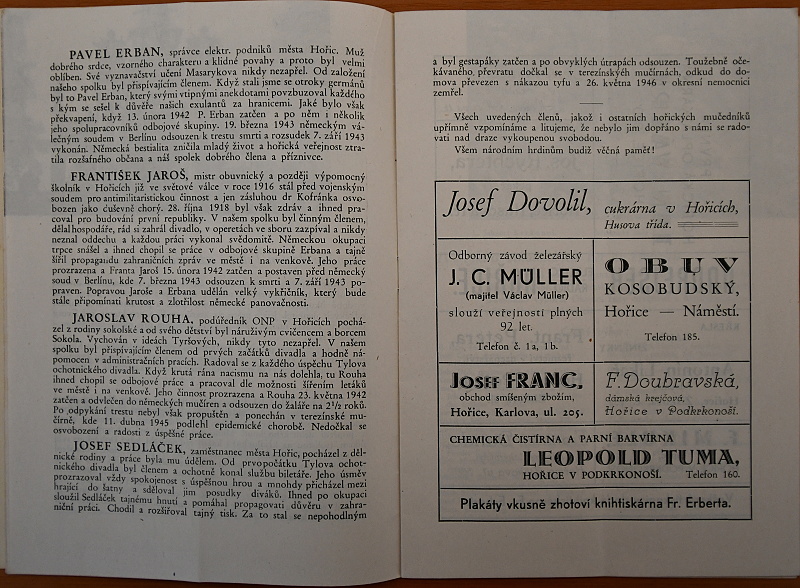 PAVEL ERBAN, správce elektr. podniků města Hořic. Muž
dobrého srdce, vzorného charakteru a klidné povahy a proto byl velmi
oblíben. Své vyznavačství učení Masarykova nikdy nezapřel. Od založení
našeho spolku byl přispívajícím členem. Když stali jsme se otroky germánů
byl to Pavel Erban, který svými vtipnými anekdotami povzbuzoval každého
s kým se sešel k důvěře našich exulantů za hranicemi. Jaké bylo však
překvapení, když 13. února 1942 P. Erban zatčen a po něm i několik
jeho spolupracovníků odbojové skupiny. 19. března 1943 německým vá-
lečným soudem v Berlínu odsouzen k trestu smrti a rozsudek 7. září 1943
vykonán. Německá bestialita zničila mladý život a hořická veřejnost ztra-
tila rozšafného občana a náš spolek dobrého člena a příznivce.
FRANTIŠEK JAROŠ, mistr obuvnický a později výpomocný
školník v Hořicích již ve světové válce v roce 1916 stál před vojenským
soudem pro antimilitaristickou činnost a jen zásluhou dr Kofránka osvo-
bozen jako duševně chorý. 28. října 1918 byl však zdráv a ihned pra-
coval pro budování první republiky. V našem spolku byl činným členem,
dělal hospodáře, rád si zahrál divadlo, v operetách ve sboru zazpíval a nikdy
neznal oddechu a každou práci vykonal svědomitě. Německou okupaci
trpce snášel a ihned chopil se práce v odbojové skupině Erbana a tajně
šířil propagandu zahraničních zpráv ve městě i na venkově. Jeho práce
prozrazena a Franta Jaroš 15. února 1942 zatčen a postaven před německý
soud v Berlínu, kde 7. března 1943 odsouzen k smrti a 7. září 1943 po-
praven. Popravou Jaroše a Erbana udělán velký vykřičník, který bude
stále připomínati krutost a zlotřilost německé panovačnosti.
JAROSLAV ROUHA, podúředník ONP v Hořicích pochá-
zel z rodiny sokolské a od svého dětství byl náruživým cvičencem a borcem
Sokola. Vychován v ideách Tyršových, nikdy tyto nezapřel. V našem
spolku byl přispívajícím členem od prvých začátků divadla a hodně ná-
pomocen v administračních pracích. Radoval se z každého úspěchu Tylova
ochotnického divadla. Když krutá rána nacismu na nás dolehla, tu Rouha
ihned chopil se odbojové práce a pracoval dle možnosti šířením letáků
ve městě i na venkově. Jeho činnost prozrazena a Rouha 23. května 1942
zatčen a odvlečen do německých mučíren a odsouzen do žaláře na 2½ roků.
Po odpykání trestu nebyl však propuštěn a ponechán v terezínské mu-
čírně, kde 11. dubna 1945 podlehl epidemické chorobě. Nedočkal se
osvobození a radosti z úspěšné práce.
JOSEF SEDLÁČEK, zaměstnanec města Hořic, pocházel z děl-
nické rodiny a práce byla mu údělem. Od prvopočátku Tylova ochot-
nického divadla byl členem a ochotně konal službu biletáře. Jeho úsměv
prozrazoval vždy spokojenost s úspěšnou hrou a mnohdy přicházel mezi
hrající do šatny a sděloval jim posudky diváků. Ihned po okupaci
sloužil Sedláček tajnému hnutí a pomáhal propagovati důvěru v zahra-
niční práci. Chodil a rozšiřoval tajný tisk. Za to stal se nepohodlným
a byl gestapáky zatčen a po obvyklých útrapách odsouzen. Toužebně oče-
kávaného převratu dočkal se v terezínských mučírnách, odkud do do-
mova převezen s nákazou tyfu a 26. května 1946 v okresní nemocnici
zemřel.
Všech uvedených členů, jakož i ostatních hořických mučedníků
upřímně vzpomínáme a litujeme, že nebylo jim dopřáno s námi se rado-
vati nad draze vykoupenou svobodou.
Všem národním hrdinům budiž věčná paměť!
Josef Dovolil, cukrárna v Hořicích,
Husova třída.
Odborný závod železářský
J. C. MÜLLER
(majitel Václav Müller)
slouží veřejnosti plných
92 let.
Telefon č. 1a, 1b.
OBUV
KOSOBUDSKÝ,
Hořice — Náměstí.
Telefon 185.
JOSEF FRANC,
obchod smíšeným zbožím,
Hořice, Karlova, ul. 205.
F. Doubravská,
dámská krejčová,
Hořice v Podkrkonoší.
CHEMICKÁ ČISTÍRNA A PARNÍ BARVÍRNA
LEOPOLD TUMA,
HOŘICE V PODKRKONOŠÍ. Telefon 160.
Plakáty vkusně zhotoví knihtiskárna Fr. Erberta.